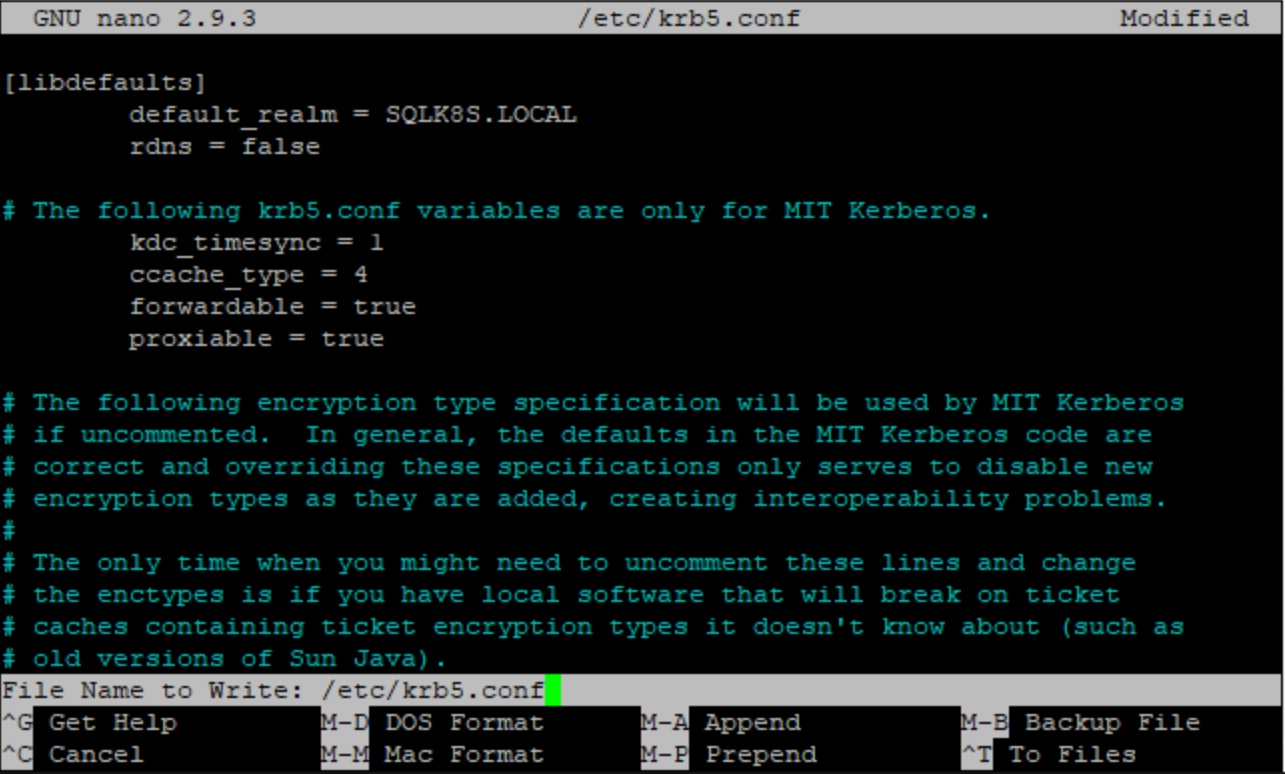 GNU nano 2.9.3 /etc/krb5.conf Modified
[libdefaults]
default_realm = SQLK8S.LOCAL
rdns = false
# The following krb5.conf variables are only for MIT Kerberos.
kdc_timesync = 1
ccache_type = 4
forwardable = true
proxiable = true
# The following encryption type specification will be used by MIT Kerberos
# if uncommented.  In general, the defaults in the MIT Kerberos code are
# correct and overriding these specifications only serves to disable new
# encryption types as they are added, creating interoperability problems.
#
# The only time when you might need to uncomment these lines and change
# the enctypes is if you have local software that will break on ticket
# caches containing ticket encryption types it doesn't know about (such as
# old versions of Sun Java).
File Name to Write: /etc/krb5.conf
^G Get Help M-D DOS Format M-A Append M-B Backup File
^C Cancel M-M Mac Format M-P Prepend ^T To Files